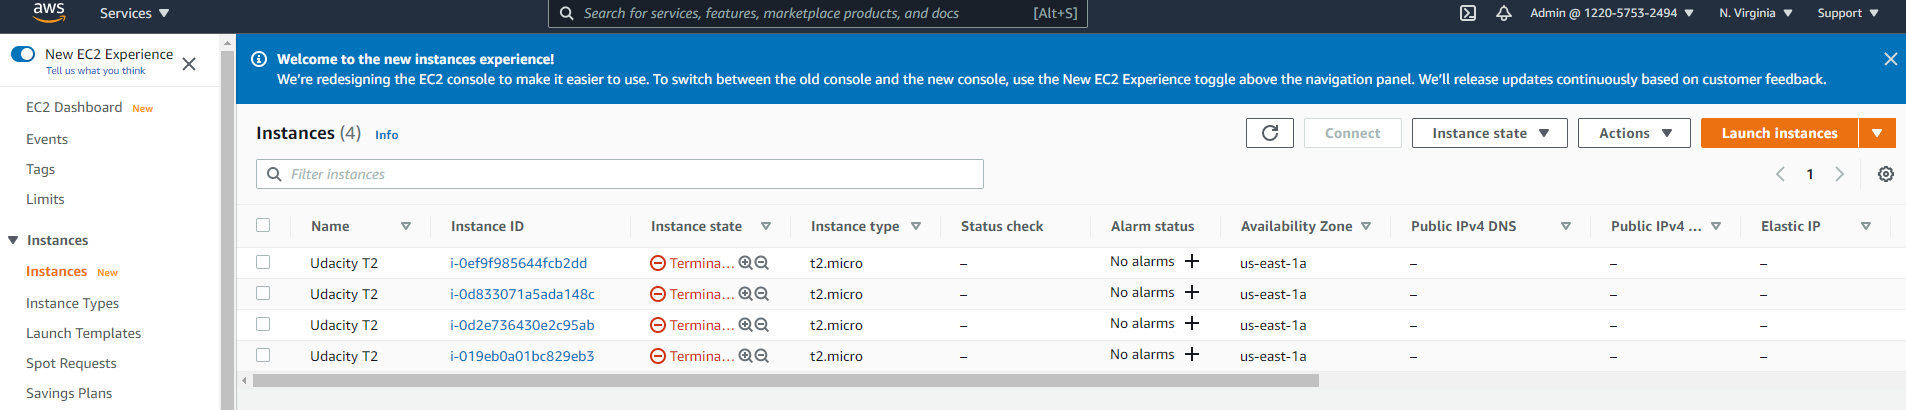 aws Services Search for services, features, marketplace products, and docs [Alt+S] Admin @ 1220-5753-2494 N. Virginia Support
New EC2 Experience
Tell us what you think
EC2 Dashboard New
Events
Tags
Limits
Instances
Instances New
Instance Types
Launch Templates
Spot Requests
Savings Plans
Welcome to the new instances experience!
We're redesigning the EC2 console to make it easier to use. To switch between the old console and the new console, use the New EC2 Experience toggle above the navigation panel. We'll release updates continuously based on customer feedback.
Instances (4) Info Connect Instance state Actions Launch instances
Filter instances 1
Name Instance ID Instance state Instance type Status check Alarm status Availability Zone Public IPv4 DNS Public IPv4 ... Elastic IP
Udacity T2 i-0ef9f985644fcb2dd Termina... t2.micro – No alarms + us-east-1a – – –
Udacity T2 i-0d833071a5ada148c Termina... t2.micro – No alarms + us-east-1a – – –
Udacity T2 i-0d2e736430e2c95ab Termina... t2.micro – No alarms + us-east-1a – – –
Udacity T2 i-019eb0a01bc829eb3 Termina... t2.micro – No alarms + us-east-1a – – –